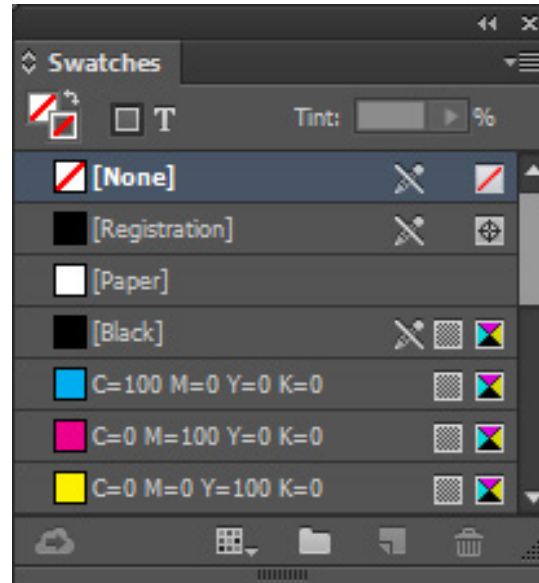 Swatches
T Tint: %
[None]
[Registration]
[Paper]
[Black]
C=100 M=0 Y=0 K=0
C=0 M=100 Y=0 K=0
C=0 M=0 Y=100 K=0